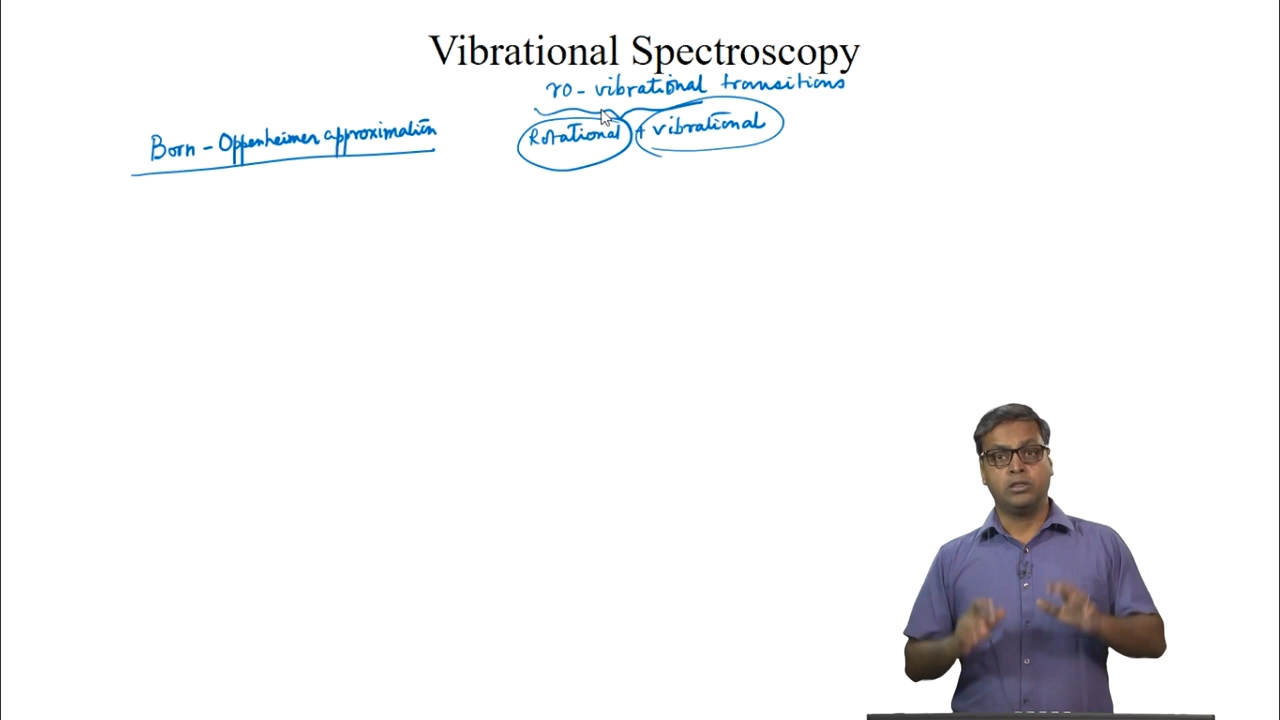 Vibrational Spectroscopy
ro - vibrational transitions
Born - Oppenheimer approximation
Rotational + vibrational